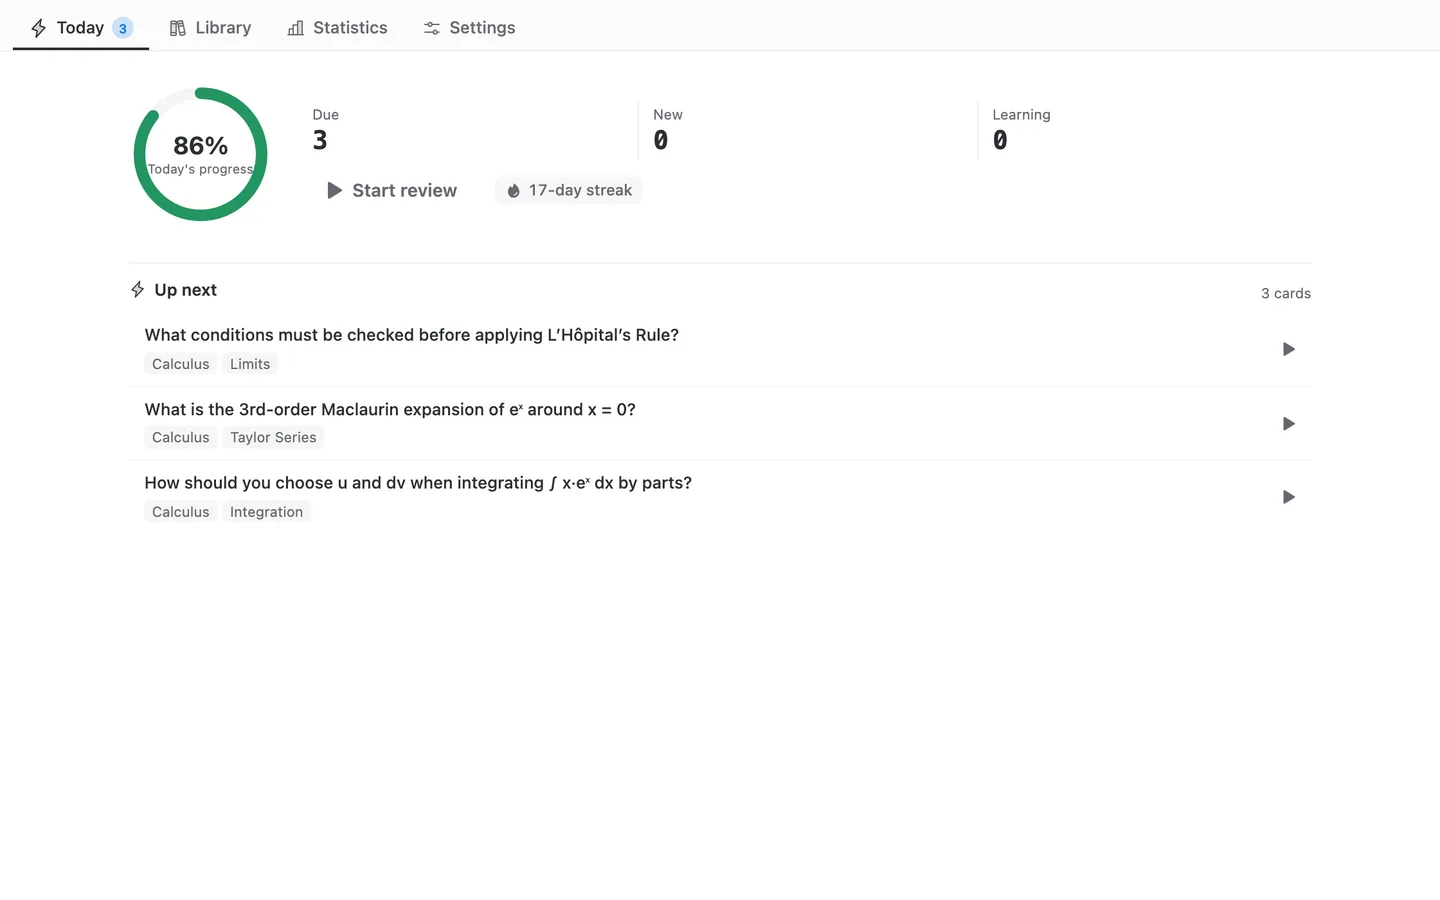 Today 3 Library Statistics Settings
86%
Today's progress
Due
3
New
0
Learning
0
Start review
17-day streak
Up next
3 cards
What conditions must be checked before applying L’Hôpital’s Rule?
Calculus Limits
What is the 3rd-order Maclaurin expansion of eˣ around x = 0?
Calculus Taylor Series
How should you choose u and dv when integrating ∫ x·eˣ dx by parts?
Calculus Integration